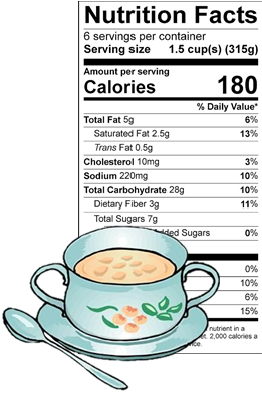 Nutrition Facts
6 servings per container
Serving size 1.5 cup(s) (315g)
Amount per serving
Calories 180
% Daily Value*
Total Fat 5g 6%
Saturated Fat 2.5g 13%
Trans Fat 0.5g
Cholesterol 10mg 3%
Sodium 220mg 10%
Total Carbohydrate 28g 10%
Dietary Fiber 3g 11%
Total Sugars 7g
Added Sugars 0%
0%
10%
6%
15%
nutrient in a
2,000 calories a